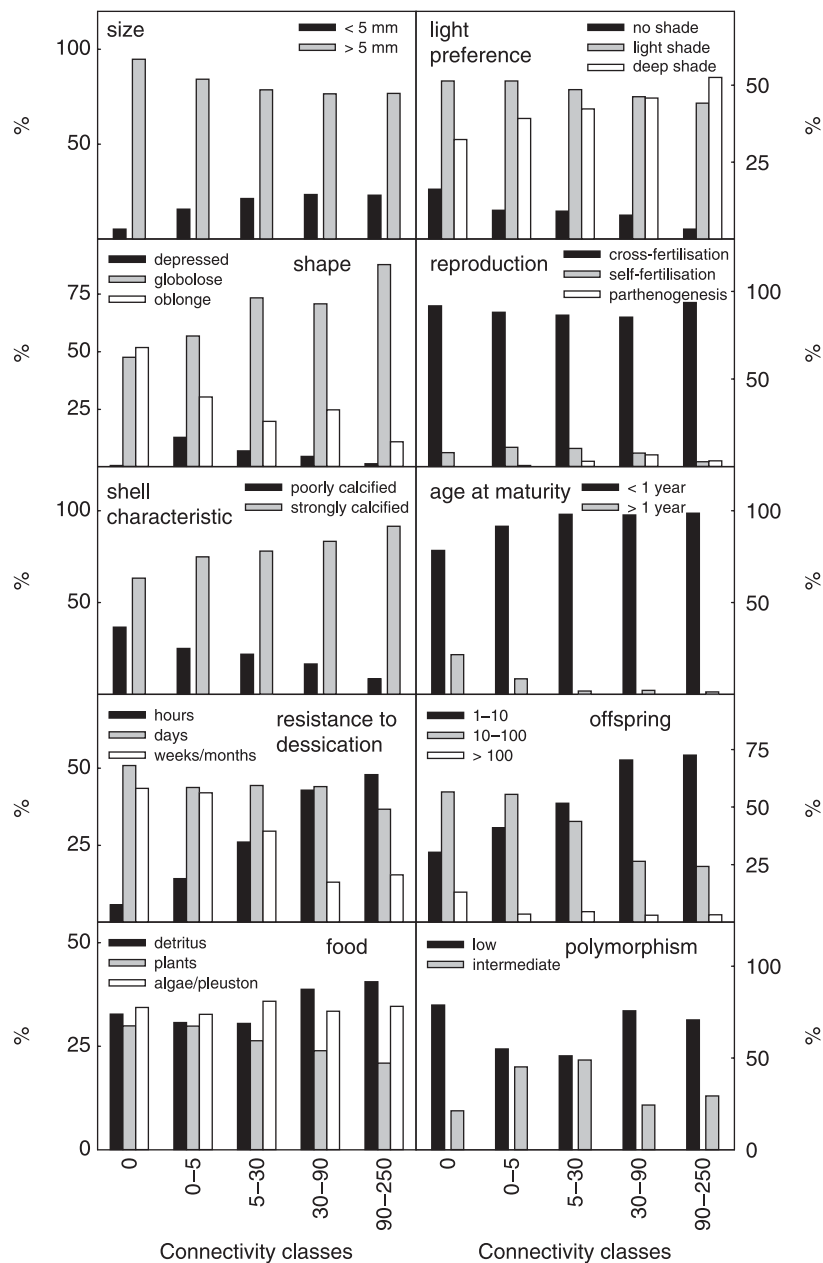 size
< 5 mm
> 5 mm
100
50
%
light
preference
no shade
light shade
deep shade
50
25
%
depressed
globolose
oblonge
shape
75
50
25
%
reproduction
cross-fertilisation
self-fertilisation
parthenogenesis
100
50
%
shell
characteristic
poorly calcified
strongly calcified
100
50
%
age at maturity
< 1 year
> 1 year
100
50
%
hours
days
weeks/months
resistance to
dessication
50
25
%
1–10
10–100
> 100
offspring
75
50
25
%
detritus
plants
algae/pleuston
food
50
25
0
%
low
intermediate
polymorphism
100
50
0
%
0
0–5
5–30
30–90
90–250
Connectivity classes
0
0–5
5–30
30–90
90–250
Connectivity classes